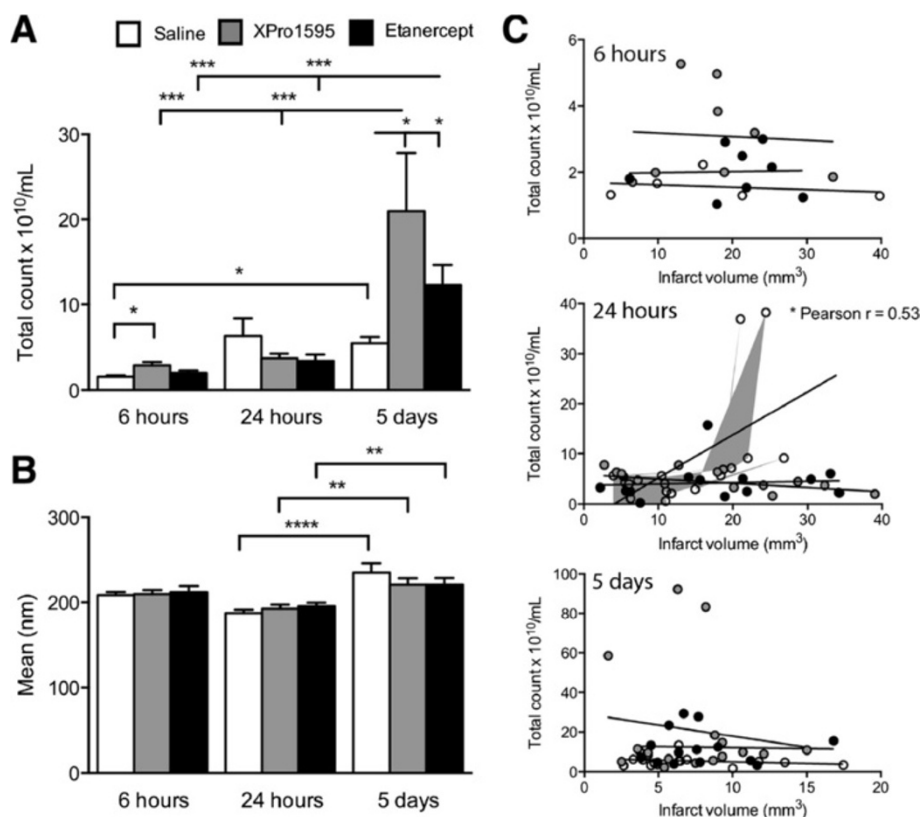 A
Saline XPro1595 Etanercept
*** ***
*** ***
* *
*
*
Total count x 10¹⁰/mL
30
20
10
0
6 hours 24 hours 5 days
B
**
**
****
Mean (nm)
300
200
100
0
6 hours 24 hours 5 days
C
6 hours
Total count x 10¹⁰/mL
6
4
2
0
0 10 20 30 40
Infarct volume (mm³)
24 hours
* Pearson r = 0.53
Total count x 10¹⁰/mL
40
30
20
10
0
0 10 20 30 40
Infarct volume (mm³)
5 days
Total count x 10¹⁰/mL
100
80
60
40
20
0
0 5 10 15 20
Infarct volume (mm³)